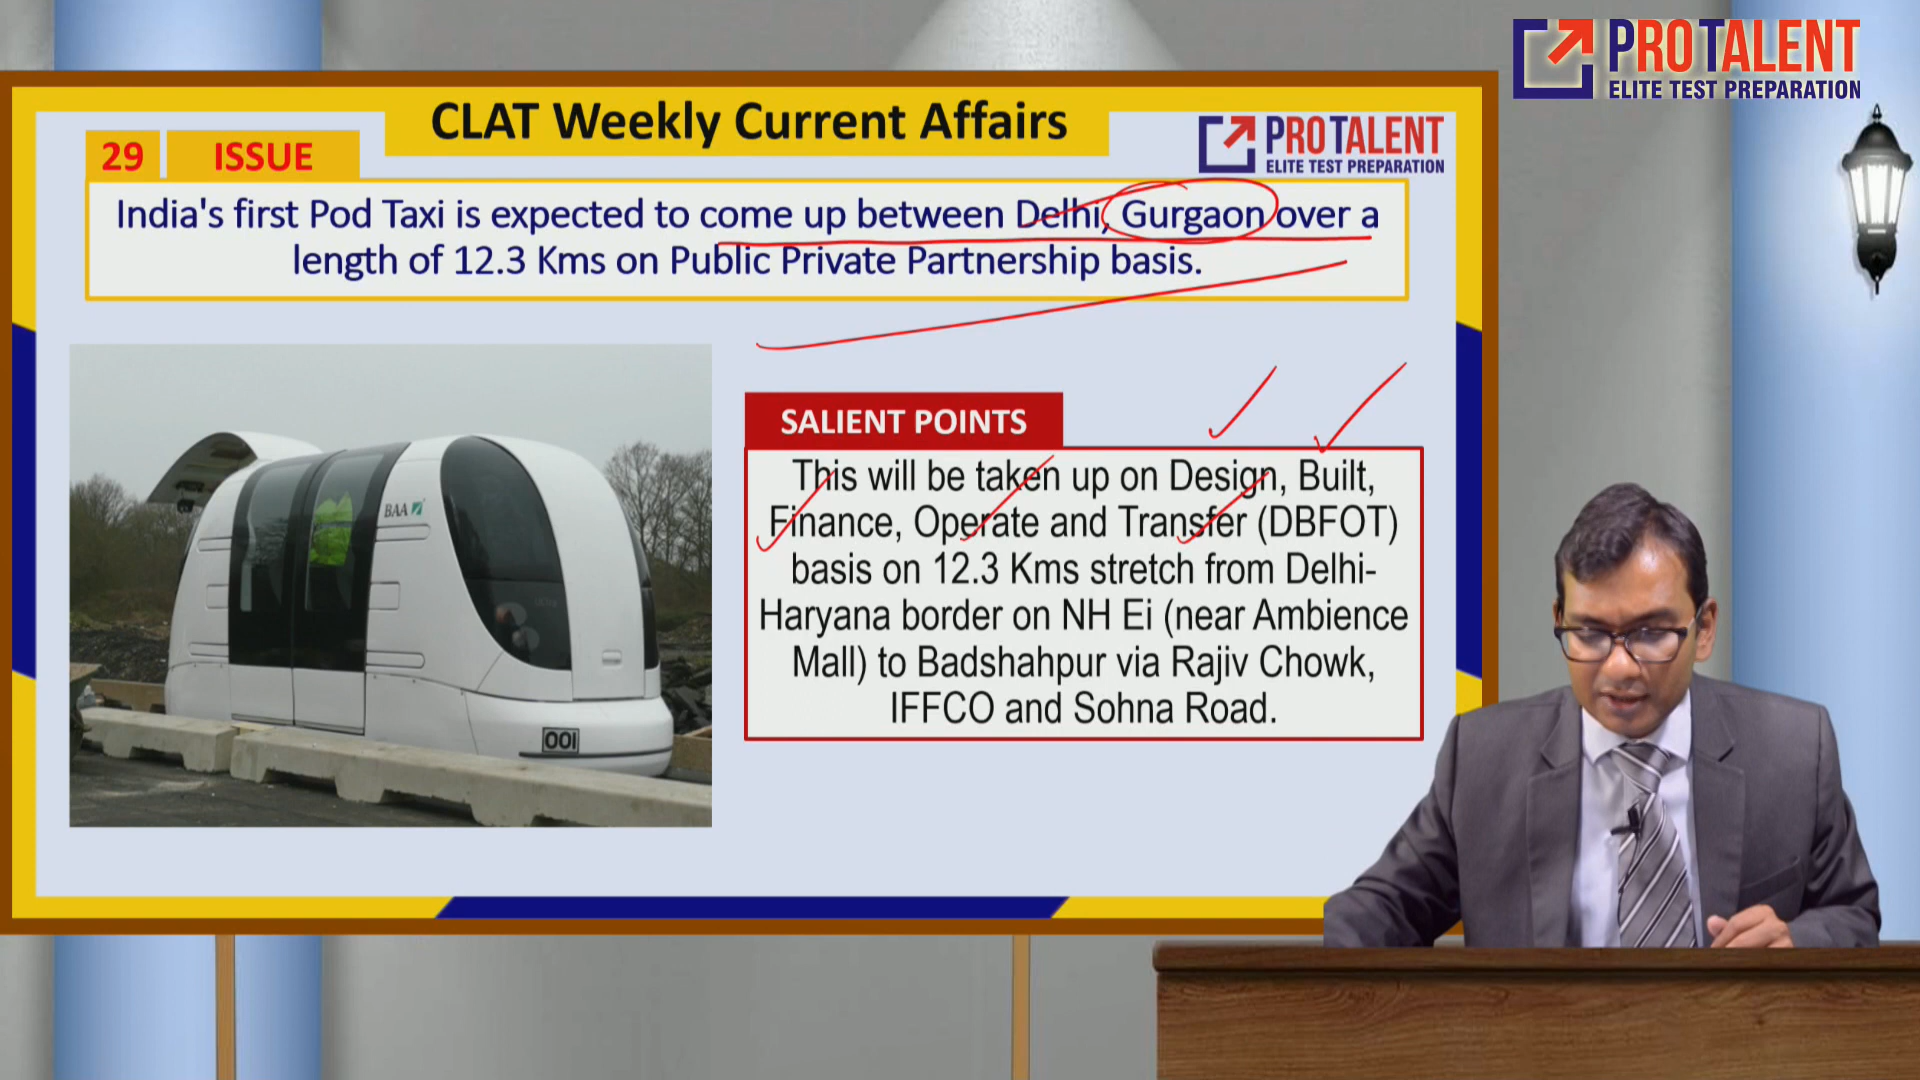 PROTALENT
ELITE TEST PREPARATION
CLAT Weekly Current Affairs
29 ISSUE
PROTALENT
ELITE TEST PREPARATION
India's first Pod Taxi is expected to come up between Delhi, Gurgaon over a
length of 12.3 Kms on Public Private Partnership basis.
BAA
001
SALIENT POINTS
This will be taken up on Design, Built,
Finance, Operate and Transfer (DBFOT)
basis on 12.3 Kms stretch from Delhi-
Haryana border on NH Ei (near Ambience
Mall) to Badshahpur via Rajiv Chowk,
IFFCO and Sohna Road.